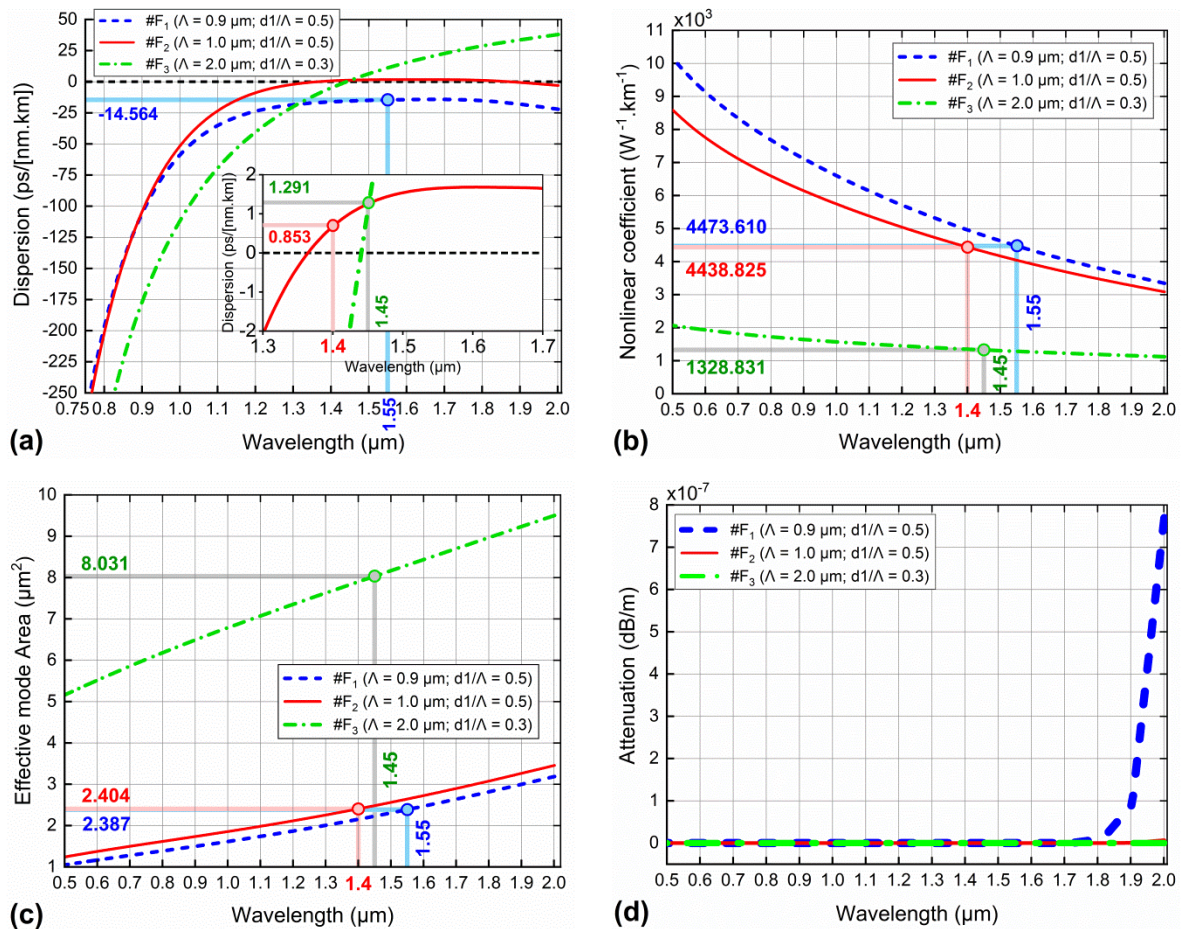 #F₁ (Λ = 0.9 µm; d1/Λ = 0.5)
#F₂ (Λ = 1.0 µm; d1/Λ = 0.5)
#F₃ (Λ = 2.0 µm; d1/Λ = 0.3)
Dispersion (ps/[nm.km])
50
25
0
-25
-50
-75
-100
-125
-150
-175
-200
-225
-250
-14.564
1.291
0.853
Dispersion (ps/[nm.km])
2
1
0
-1
-2
1.3 1.4 1.5 1.6 1.7
1.45
Wavelength (µm)
0.75 0.8 0.9 1.0 1.1 1.2 1.3 1.4 1.5 1.6 1.7 1.8 1.9 2.0
1.55
Wavelength (µm)
(a)
x10³
#F₁ (Λ = 0.9 µm; d1/Λ = 0.5)
#F₂ (Λ = 1.0 µm; d1/Λ = 0.5)
#F₃ (Λ = 2.0 µm; d1/Λ = 0.3)
Nonlinear coefficient (W⁻¹.km⁻¹)
11
10
9
8
7
6
5
4
3
2
1
0
4473.610
4438.825
1328.831
1.55
1.45
0.5 0.6 0.7 0.8 0.9 1.0 1.1 1.2 1.3 1.4 1.5 1.6 1.7 1.8 1.9 2.0
Wavelength (µm)
(b)
Effective mode Area (µm²)
10
9
8
7
6
5
4
3
2
1
8.031
#F₁ (Λ = 0.9 µm; d1/Λ = 0.5)
#F₂ (Λ = 1.0 µm; d1/Λ = 0.5)
#F₃ (Λ = 2.0 µm; d1/Λ = 0.3)
1.45
2.404
2.387
1.55
0.5 0.6 0.7 0.8 0.9 1.0 1.1 1.2 1.3 1.4 1.5 1.6 1.7 1.8 1.9 2.0
Wavelength (µm)
(c)
x10⁻⁷
#F₁ (Λ = 0.9 µm; d1/Λ = 0.5)
#F₂ (Λ = 1.0 µm; d1/Λ = 0.5)
#F₃ (Λ = 2.0 µm; d1/Λ = 0.3)
Attenuation (dB/m)
8
7
6
5
4
3
2
1
0
0.5 0.6 0.7 0.8 0.9 1.0 1.1 1.2 1.3 1.4 1.5 1.6 1.7 1.8 1.9 2.0
Wavelength (µm)
(d)